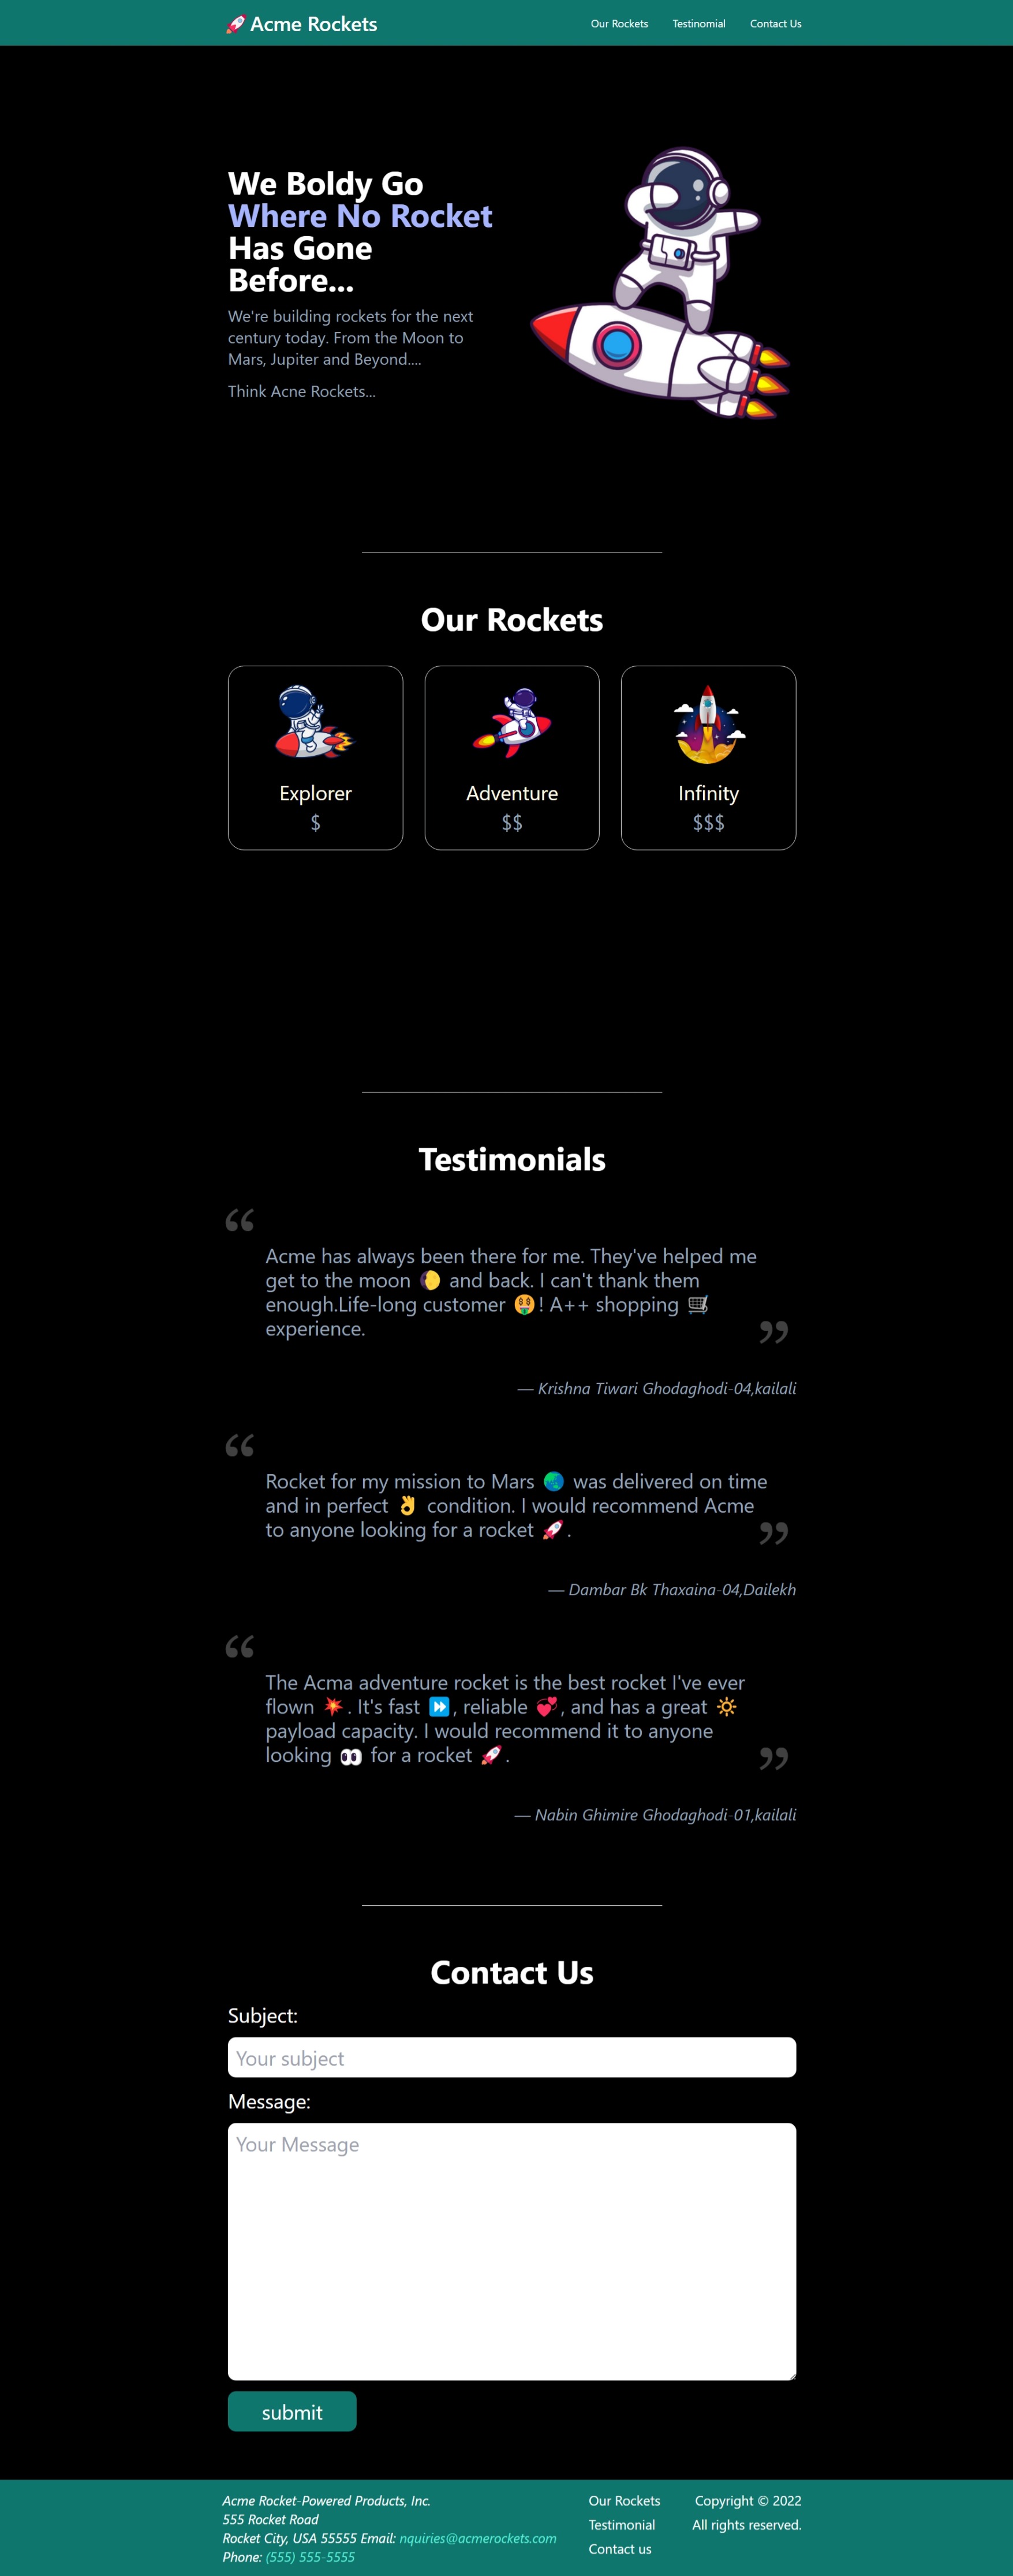 🚀 Acme Rockets
Our Rockets
Testinomial
Contact Us
We Boldy Go
Where No Rocket
Has Gone
Before...
We're building rockets for the next
century today. From the Moon to
Mars, Jupiter and Beyond....
Think Acne Rockets...
Our Rockets
Explorer
$
Adventure
$$
Infinity
$$$
Testimonials
“
Acme has always been there for me. They've helped me
get to the moon 🌔 and back. I can't thank them
enough.Life-long customer 🤑! A++ shopping 🛒
experience.
”
— Krishna Tiwari Ghodaghodi-04,kailali
“
Rocket for my mission to Mars 🌏 was delivered on time
and in perfect 👌 condition. I would recommend Acme
to anyone looking for a rocket 🚀.
”
— Dambar Bk Thaxaina-04,Dailekh
“
The Acma adventure rocket is the best rocket I've ever
flown 💥. It's fast ⏩, reliable 💞, and has a great 🔆
payload capacity. I would recommend it to anyone
looking 👀 for a rocket 🚀.
”
— Nabin Ghimire Ghodaghodi-01,kailali
Contact Us
Subject:
Your subject
Message:
Your Message
submit
Acme Rocket-Powered Products, Inc.
555 Rocket Road
Rocket City, USA 55555 Email: nquiries@acmerockets.com
Phone: (555) 555-5555
Our Rockets
Testimonial
Contact us
Copyright © 2022
All rights reserved.